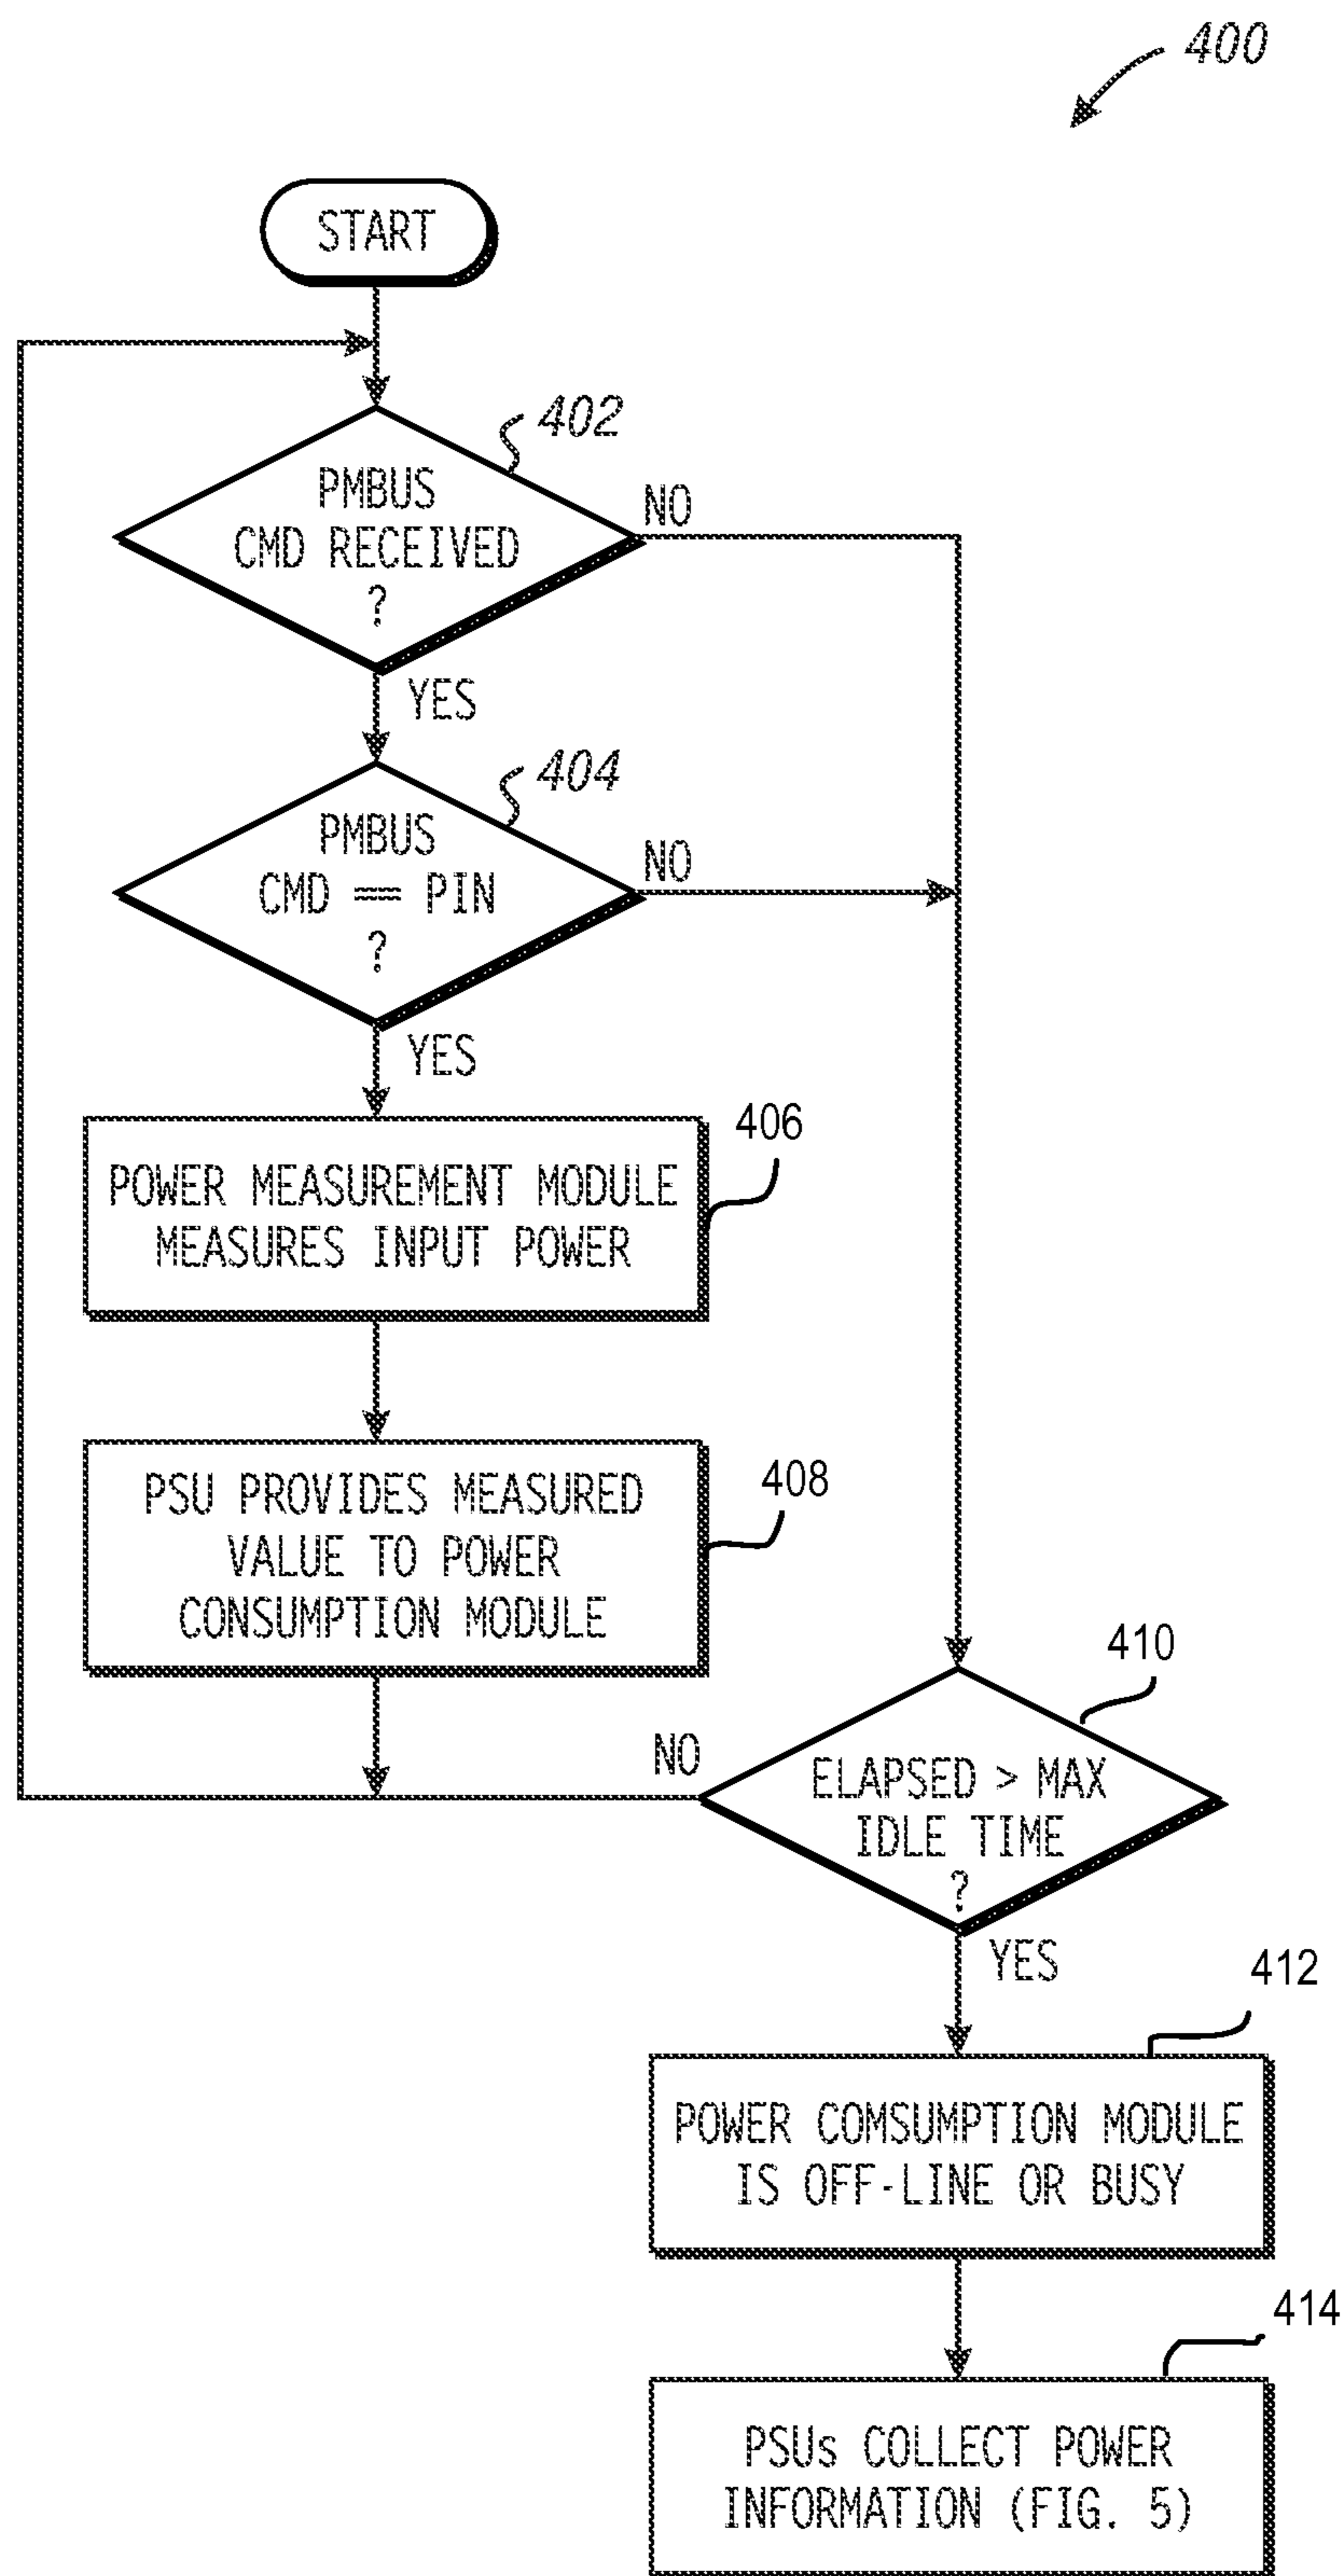 400
START
402
PMBUS
CMD RECEIVED
?
NO
YES
404
PMBUS
CMD == PIN
?
NO
YES
406
POWER MEASUREMENT MODULE
MEASURES INPUT POWER
408
PSU PROVIDES MEASURED
VALUE TO POWER
CONSUMPTION MODULE
410
NO
ELAPSED > MAX
IDLE TIME
?
YES
412
POWER COMSUMPTION MODULE
IS OFF-LINE OR BUSY
414
PSUs COLLECT POWER
INFORMATION (FIG. 5)